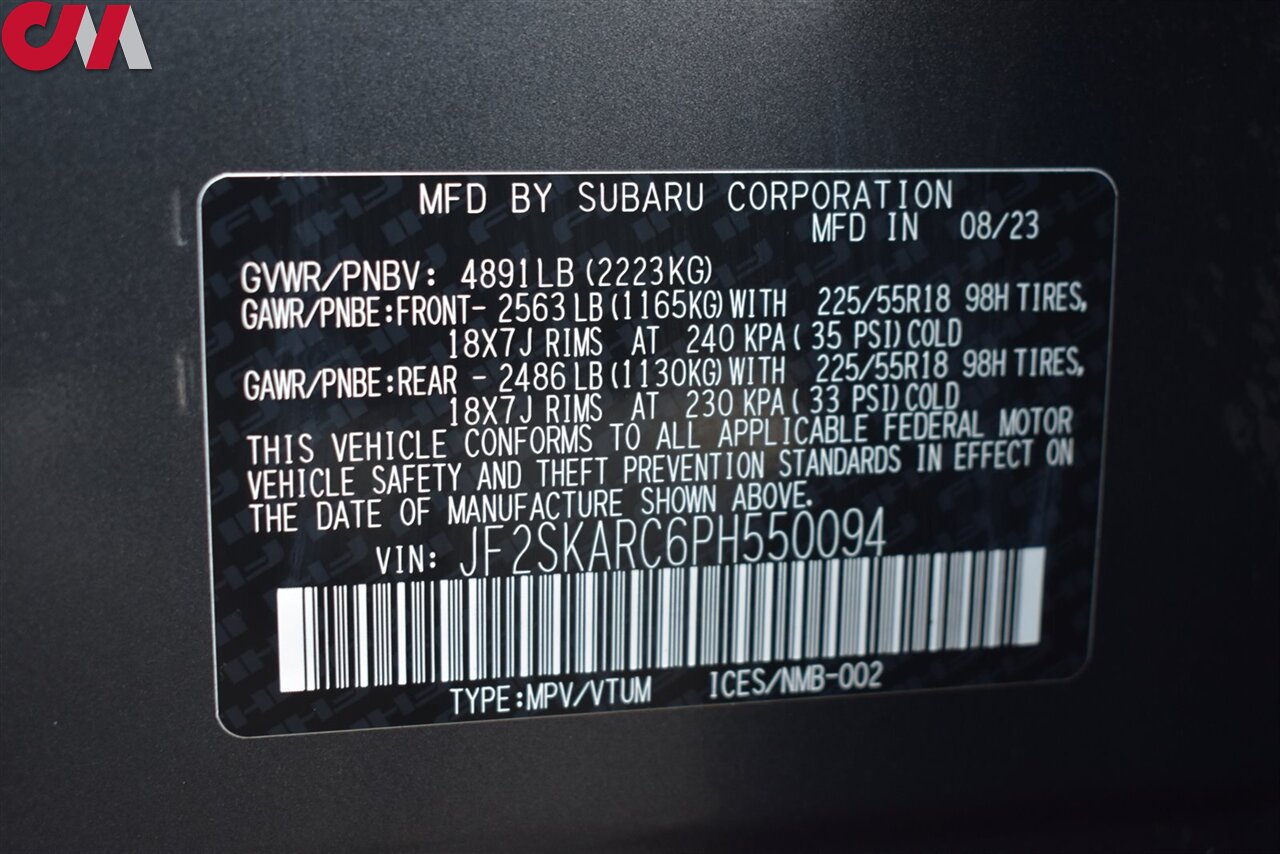 CM
MFD BY SUBARU CORPORATION
MFD IN 08/23
GVWR/PNBV: 4891LB (2223KG)
GAWR/PNBE:FRONT- 2563 LB (1165KG) WITH 225/55R18 98H TIRES,
18X7J RIMS AT 240 KPA ( 35 PSI) COLD
GAWR/PNBE:REAR - 2486 LB (1130KG) WITH 225/55R18 98H TIRES,
18X7J RIMS AT 230 KPA ( 33 PSI) COLD
THIS VEHICLE CONFORMS TO ALL APPLICABLE FEDERAL MOTOR
VEHICLE SAFETY AND THEFT PREVENTION STANDARDS IN EFFECT ON
THE DATE OF MANUFACTURE SHOWN ABOVE.
VIN: JF2SKARC6PH550094
TYPE:MPV/VTUM ICES/NMB-002